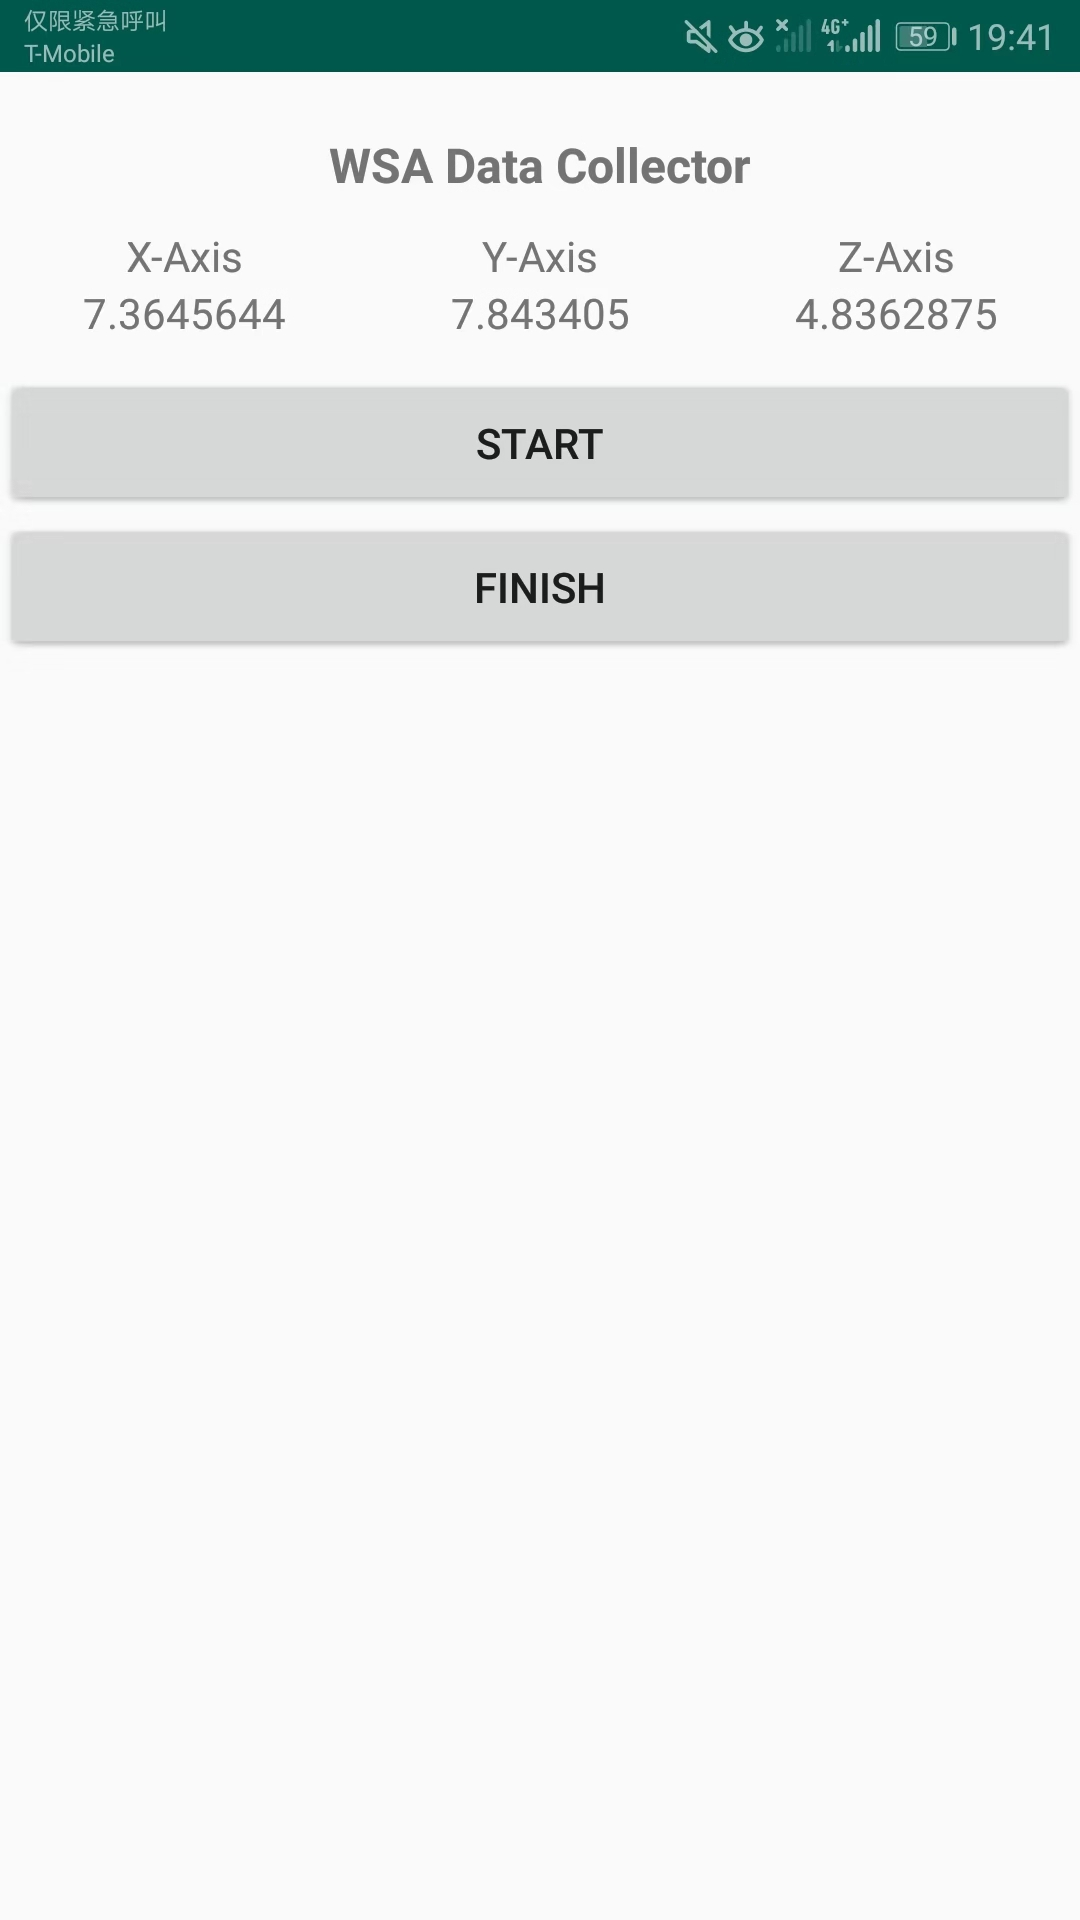 仅限紧急呼叫
T-Mobile
4G+ 59 19:41
WSA Data Collector
X-Axis Y-Axis Z-Axis
7.3645644 7.843405 4.8362875
START
FINISH